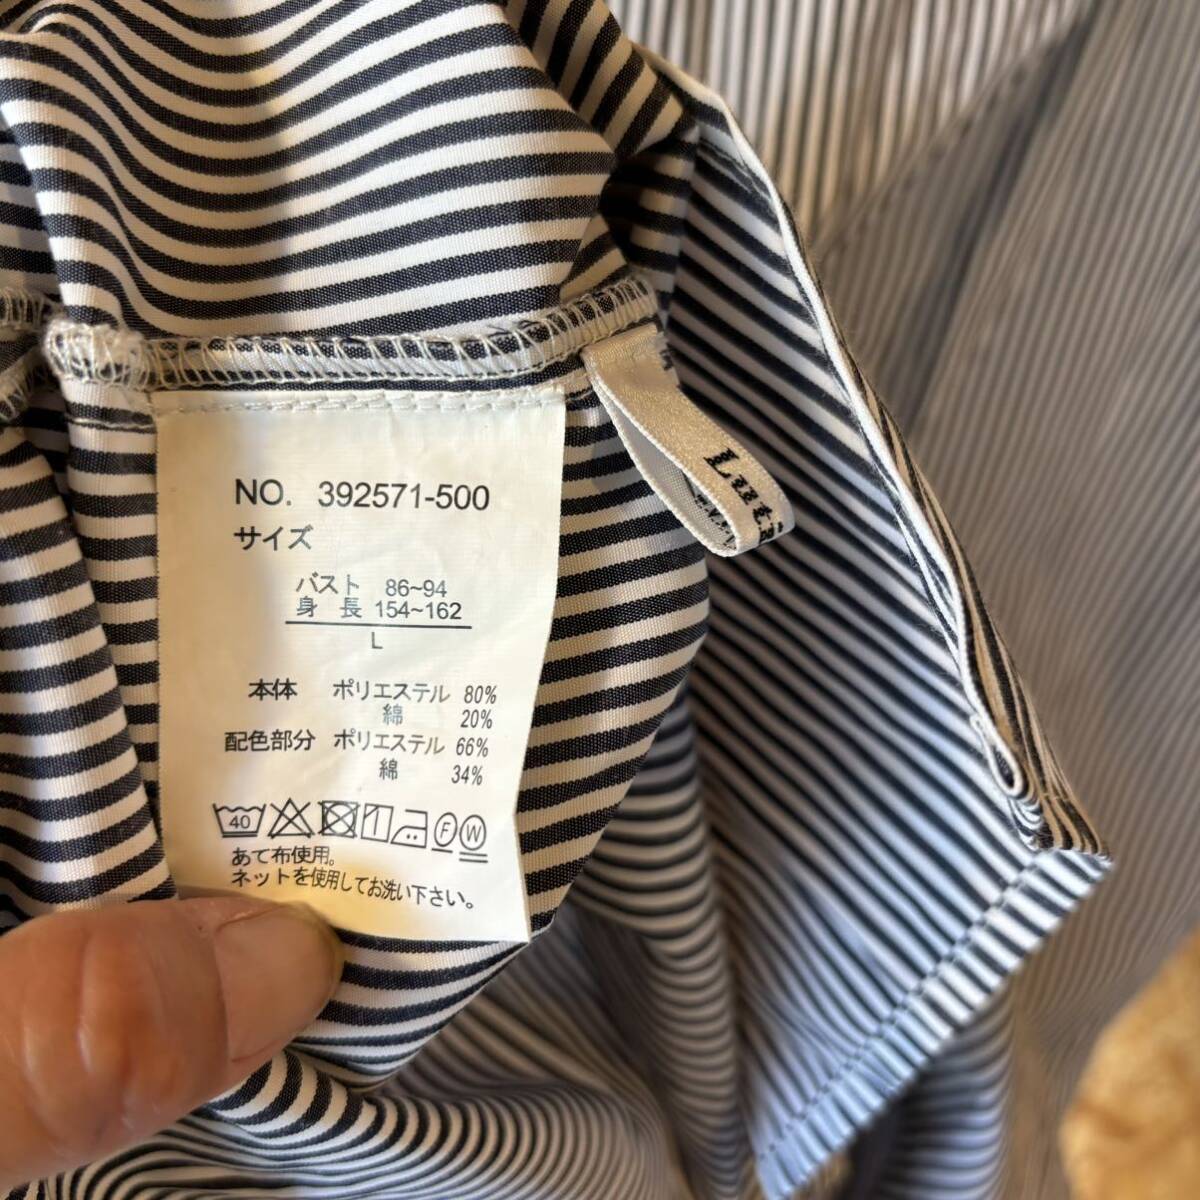 NO. 392571-500
サイズ
バスト 86~94
身 長 154~162
L
本体 ポリエステル 80%
綿 20%
配色部分 ポリエステル 66%
綿 34%
40 F W
あて布使用。
ネットを使用してお洗い下さい。